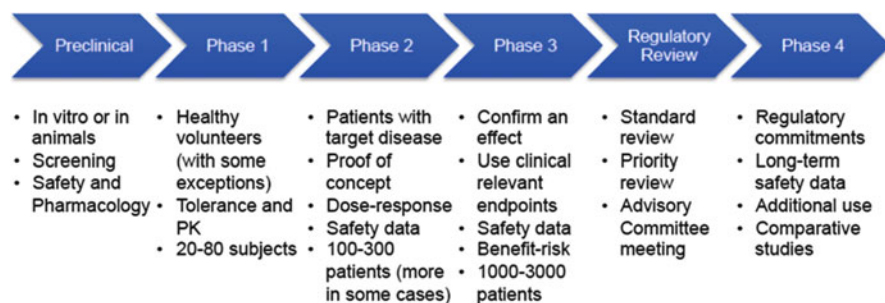 Preclinical
Phase 1
Phase 2
Phase 3
Regulatory
Review
Phase 4
• In vitro or in
animals
• Screening
• Safety and
Pharmacology
• Healthy
volunteers
(with some
exceptions)
• Tolerance and
PK
• 20-80 subjects
• Patients with
target disease
• Proof of
concept
• Dose-response
• Safety data
• 100-300
patients (more
in some cases)
• Confirm an
effect
• Use clinical
relevant
endpoints
• Safety data
• Benefit-risk
• 1000-3000
patients
• Standard
review
• Priority
review
• Advisory
Committee
meeting
• Regulatory
commitments
• Long-term
safety data
• Additional use
• Comparative
studies